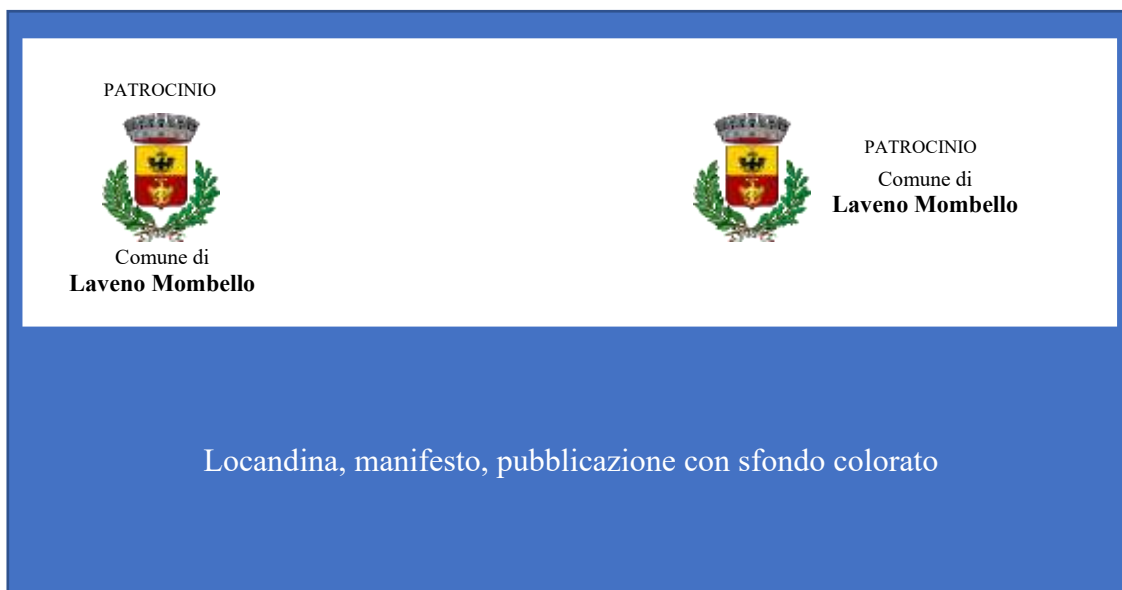 PATROCINIO
Comune di
Laveno Mombello
PATROCINIO
Comune di
Laveno Mombello
Locandina, manifesto, pubblicazione con sfondo colorato